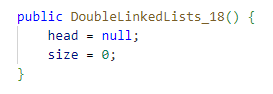 public DoubleLinkedLists_18() {
    head = null;
    size = 0;
}